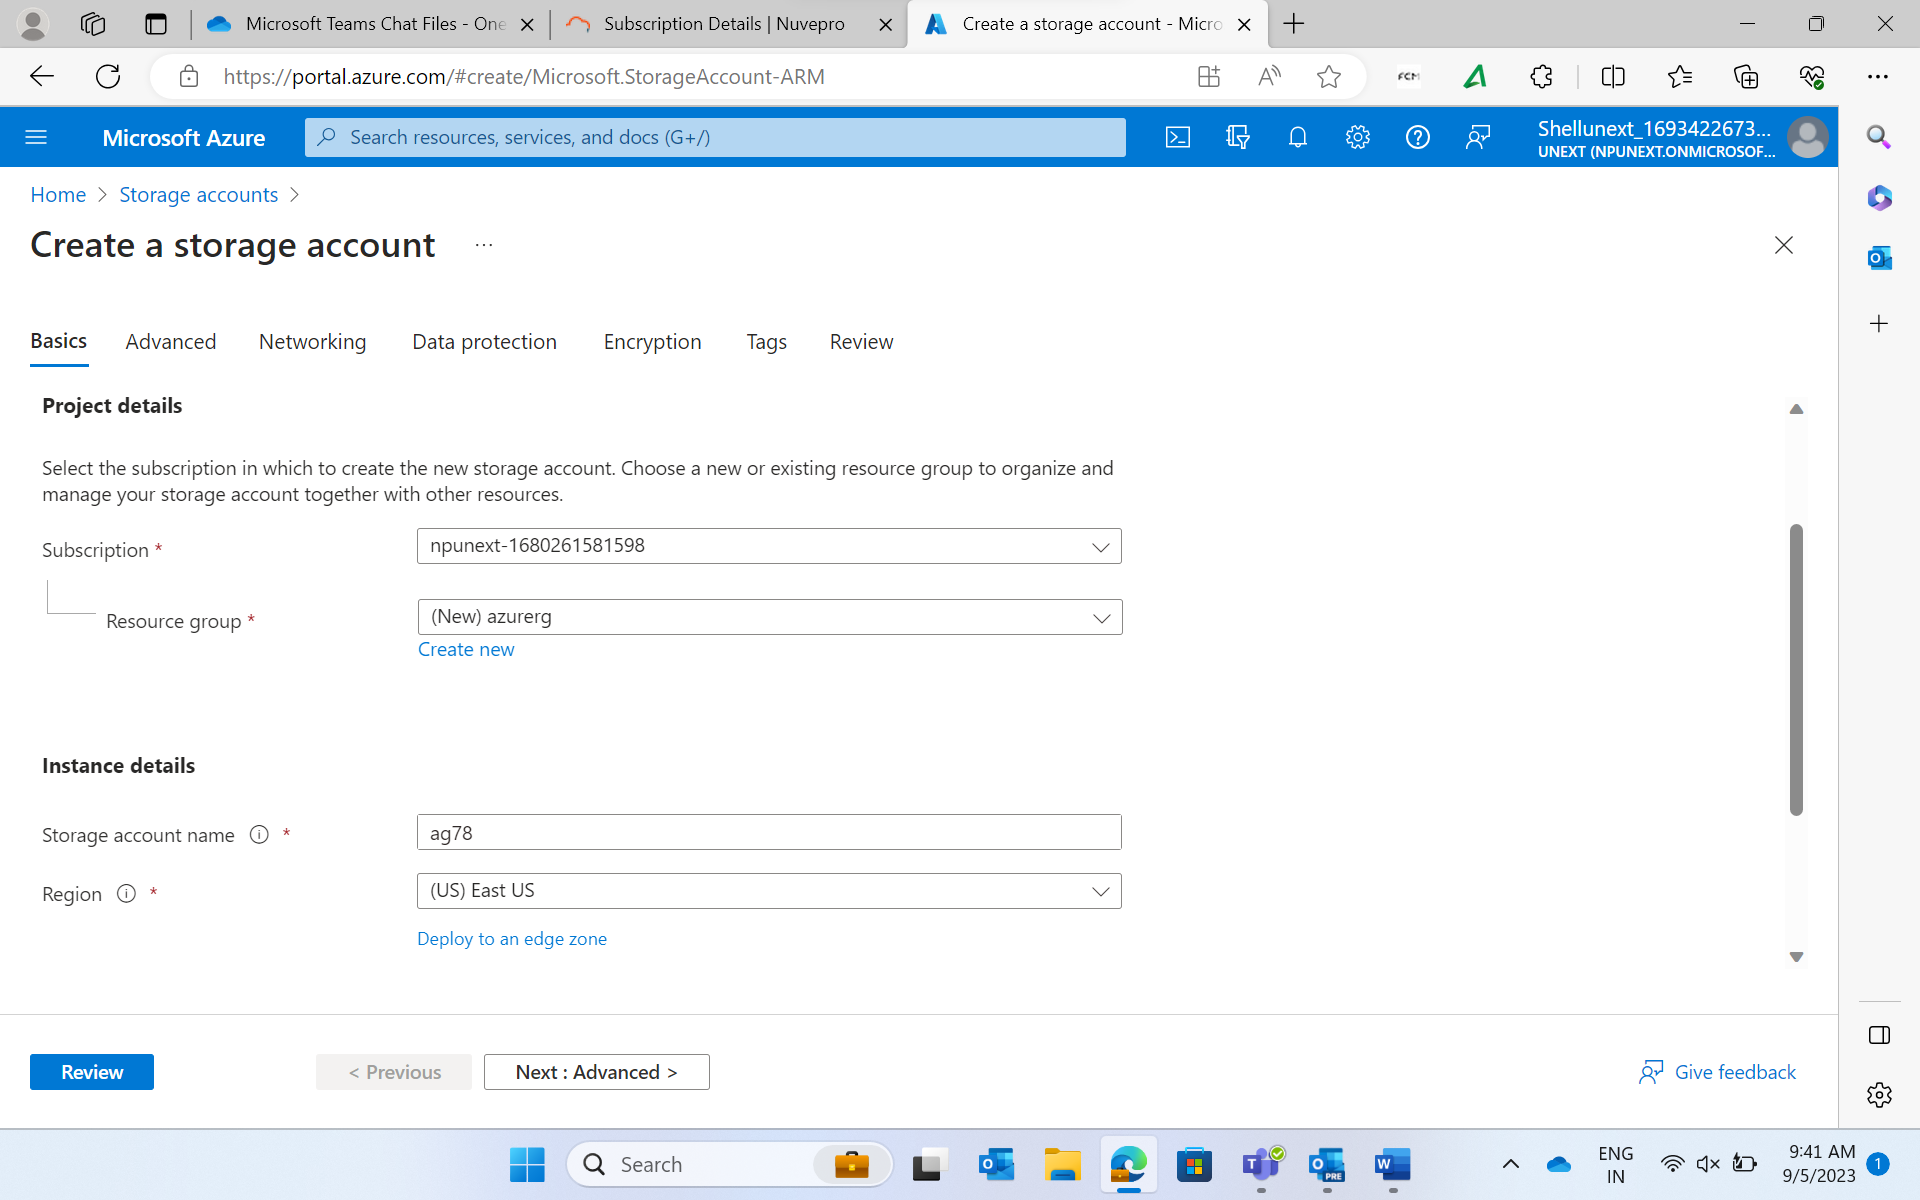 Microsoft Teams Chat Files - One
Subscription Details | Nuvepro
Create a storage account - Micro
https://portal.azure.com/#create/Microsoft.StorageAccount-ARM
FCM
Microsoft Azure
Search resources, services, and docs (G+/)
Shellunext_1693422673...
UNEXT (NPUNEXT.ONMICROSOF...
Home > Storage accounts >
Create a storage account ...
Basics
Advanced
Networking
Data protection
Encryption
Tags
Review
Project details
Select the subscription in which to create the new storage account. Choose a new or existing resource group to organize and
manage your storage account together with other resources.
Subscription *
npunext-1680261581598
Resource group *
(New) azurerg
Create new
Instance details
Storage account name *
ag78
Region *
(US) East US
Deploy to an edge zone
Review
< Previous
Next : Advanced >
Give feedback
Search
ENG
IN
9:41 AM
9/5/2023
1